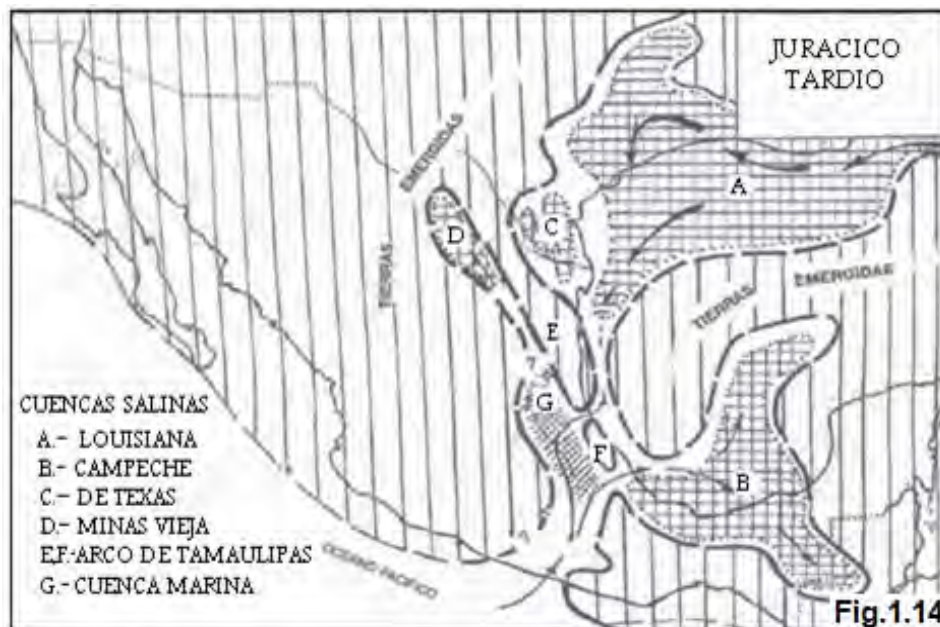 JURACICO
TARDIO
EMERGIDAS
TIERRAS
A
C
D
TIERRAS
EMERGIDAE
E
?
G
F
B
CUENCAS SALINAS
A.- LOUISIANA
B.- CAMPECHE
C.- DE TEXAS
D.- MINAS VIEJA
E,F.-ARCO DE TAMAULIPAS
G.- CUENCA MARINA
?
OCEANO PACIFICO
Fig.1.14